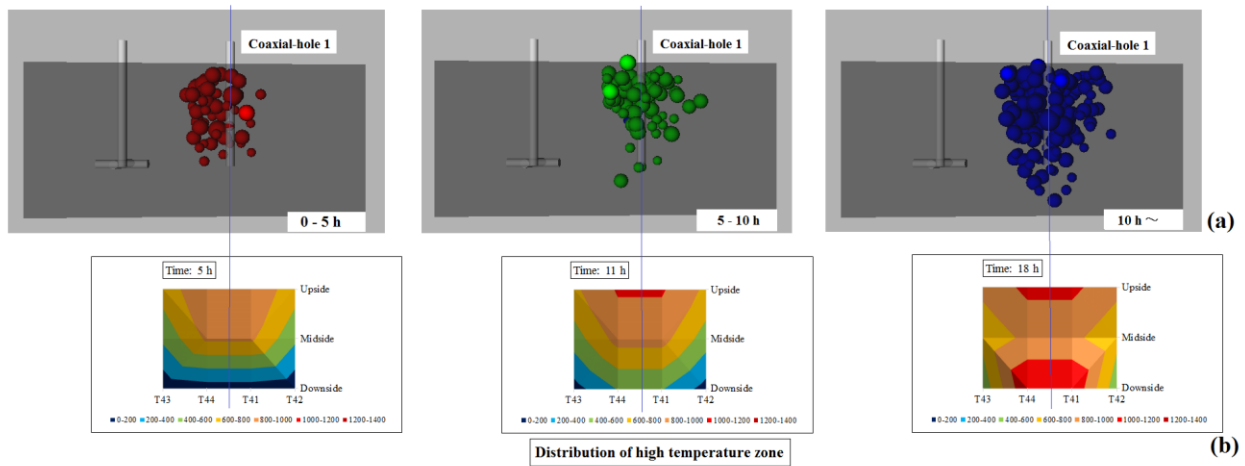 Coaxial-hole 1
0 - 5 h
Coaxial-hole 1
5 - 10 h
Coaxial-hole 1
10 h ～
(a)
Time: 5 h
Upside
Midside
Downside
T43 T44 T41 T42
0-200 200-400 400-600 600-800 800-1000 1000-1200 1200-1400
Time: 11 h
Upside
Midside
Downside
T43 T44 T41 T42
0-200 200-400 400-600 600-800 800-1000 1000-1200 1200-1400
Time: 18 h
Upside
Midside
Downside
T43 T44 T41 T42
0-200 200-400 400-600 600-800 800-1000 1000-1200 1200-1400
(b)
Distribution of high temperature zone